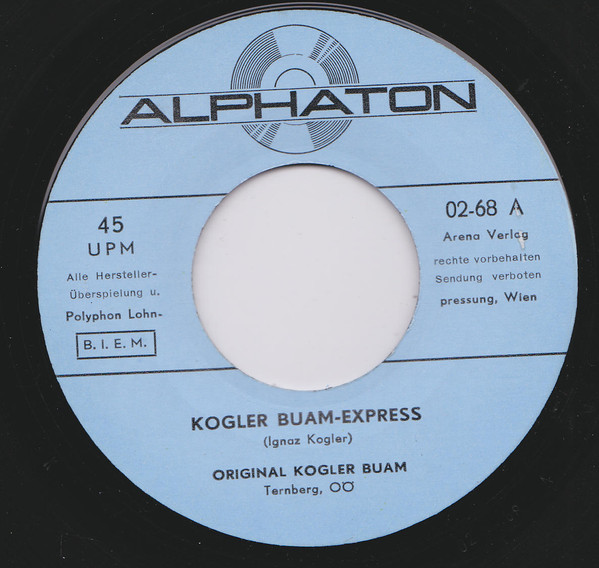 ALPHATON
45
UPM
02-68 A
Arena Verlag
Alle Hersteller-
Überspielung u.
Polyphon Lohn-
B. I. E. M.
rechte vorbehalten
Sendung verboten
pressung, Wien
KOGLER BUAM-EXPRESS
(Ignaz Kogler)
ORIGINAL KOGLER BUAM
Ternberg, OÖ